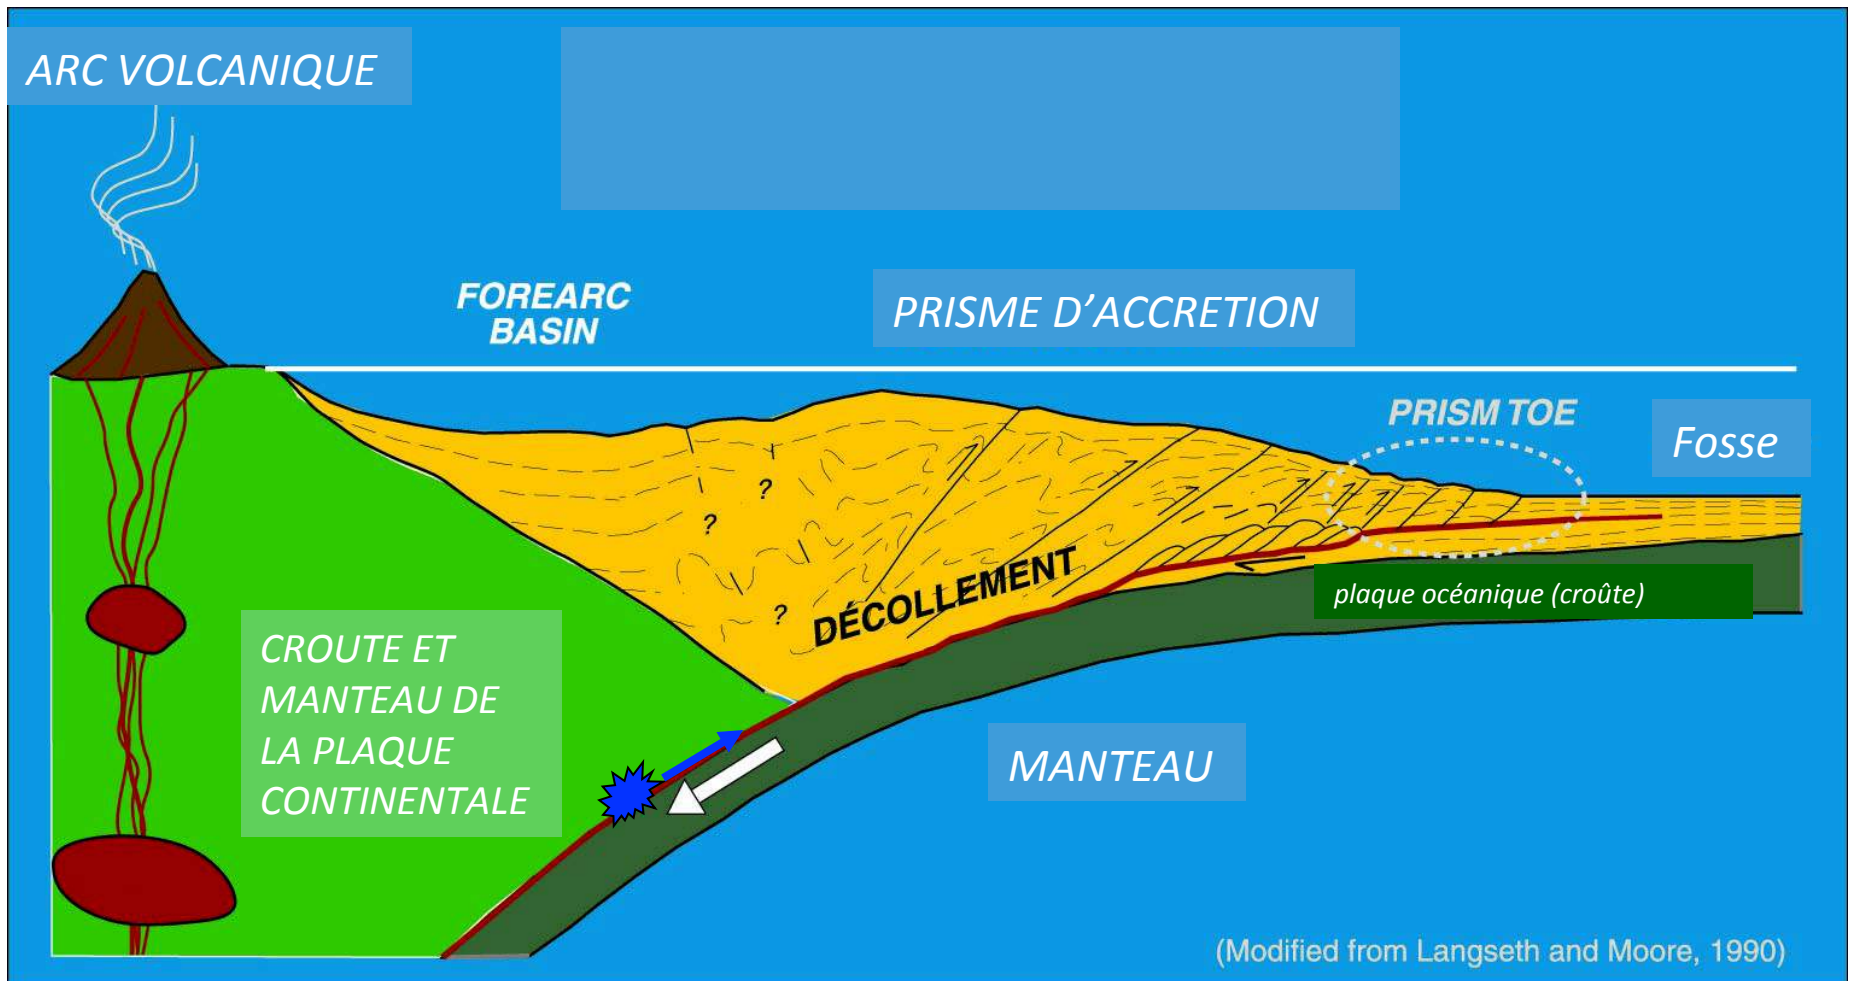 ARC VOLCANIQUE
FOREARC
BASIN
PRISME D’ACCRETION
PRISM TOE
Fosse
?
?
?
DÉCOLLEMENT
plaque océanique (croûte)
CROUTE ET
MANTEAU DE
LA PLAQUE
CONTINENTALE
MANTEAU
(Modified from Langseth and Moore, 1990)